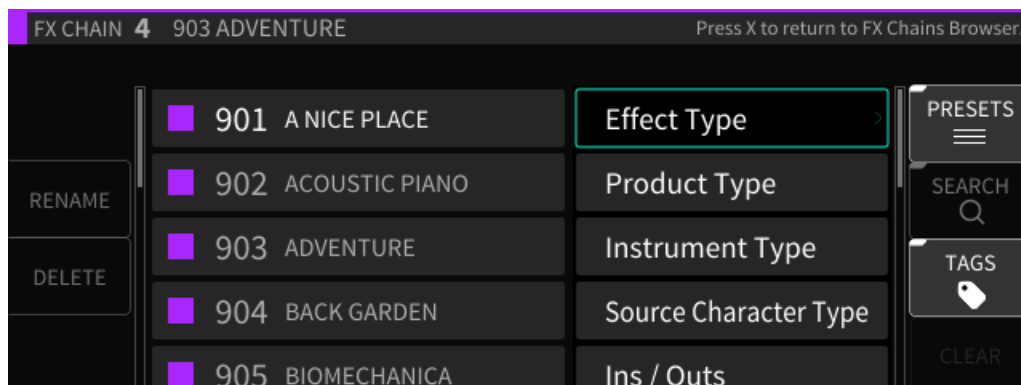 FX CHAIN 4 903 ADVENTURE
Press X to return to FX Chains Browser.
RENAME
DELETE
901 A NICE PLACE
902 ACOUSTIC PIANO
903 ADVENTURE
904 BACK GARDEN
905 BIOMECHANICA
Effect Type
Product Type
Instrument Type
Source Character Type
Ins / Outs
PRESETS
SEARCH
TAGS
CLEAR